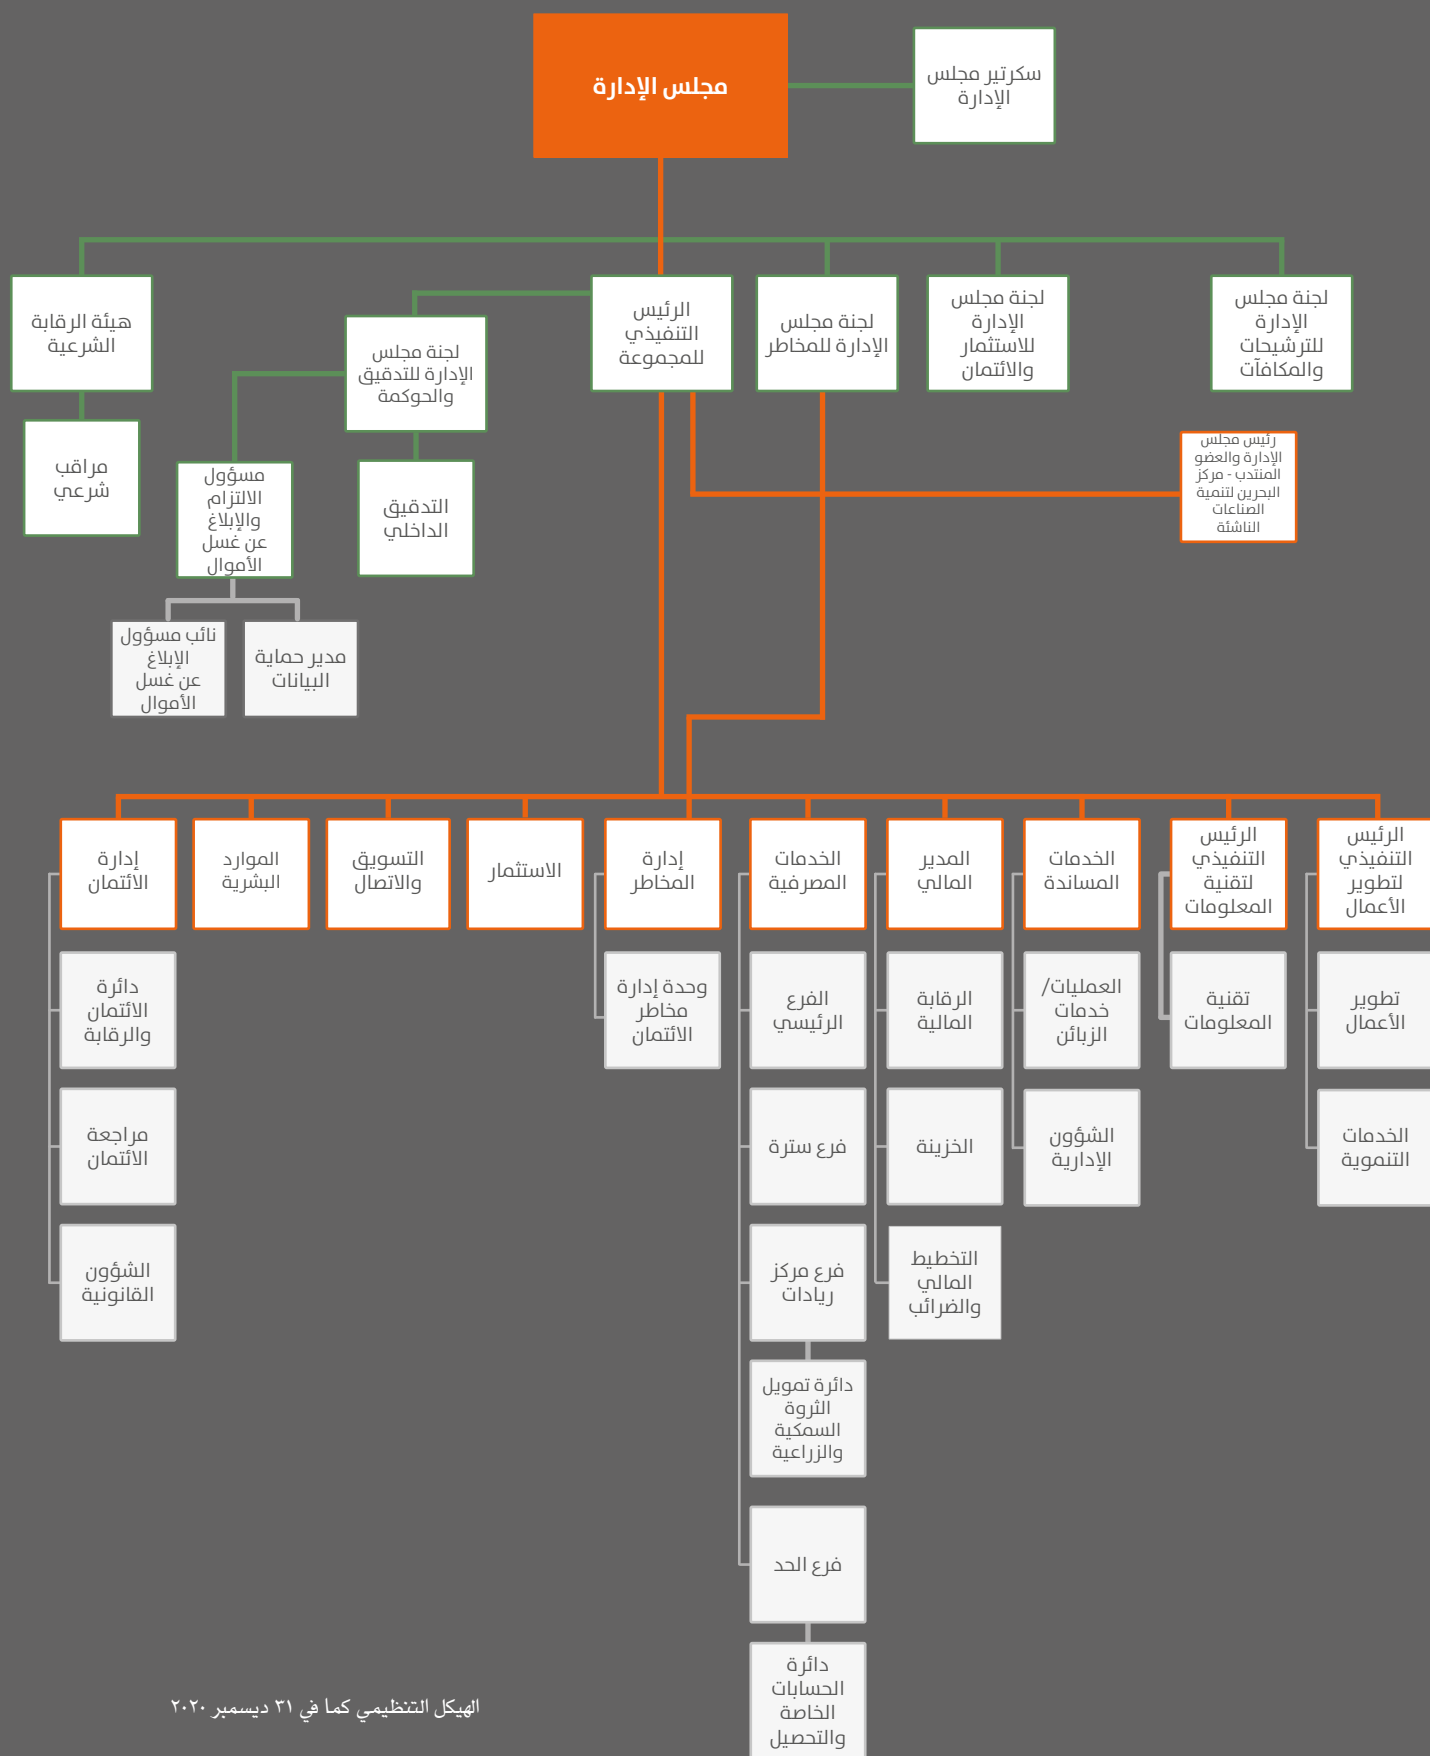 مجلس الإدارة
سكرتير مجلس
الإدارة
لجنة مجلس
الإدارة
للترشيحات
والمكافآت
لجنة مجلس
الإدارة
للاستثمار
والائتمان
لجنة مجلس
الإدارة للمخاطر
الرئيس
التنفيذي
للمجموعة
لجنة مجلس
الإدارة للتدقيق
والحوكمة
هيئة الرقابة
الشرعية
رئيس مجلس
الإدارة والعضو
المنتدب - مركز
البحرين لتنمية
الصناعات
الناشئة
التدقيق
الداخلي
مسؤول
الالتزام
والإبلاغ
عن غسل
الأموال
مراقب
شرعي
مدير حماية
البيانات
نائب مسؤول
الإبلاغ
عن غسل
الأموال
الرئيس
التنفيذي
لتطوير
الأعمال
الرئيس
التنفيذي
لتقنية
المعلومات
الخدمات
المساندة
المدير
المالي
الخدمات
المصرفية
إدارة
المخاطر
الاستثمار
التسويق
والاتصال
الموارد
البشرية
إدارة
الائتمان
تطوير
الأعمال
تقنية
المعلومات
العمليات/
خدمات
الزبائن
الرقابة
المالية
الفرع
الرئيسي
وحدة إدارة
مخاطر
الائتمان
دائرة
الائتمان
والرقابة
الخدمات
التنموية
الشؤون
الإدارية
الخزينة
فرع سترة
مراجعة
الائتمان
التخطيط
المالي
والضرائب
فرع مركز
ريادات
الشؤون
القانونية
دائرة تمويل
الثروة
السمكية
والزراعية
فرع الحد
دائرة
الحسابات
الخاصة
والتحصيل
الهيكل التنظيمي كما في ٣١ ديسمبر ٢٠٢٠